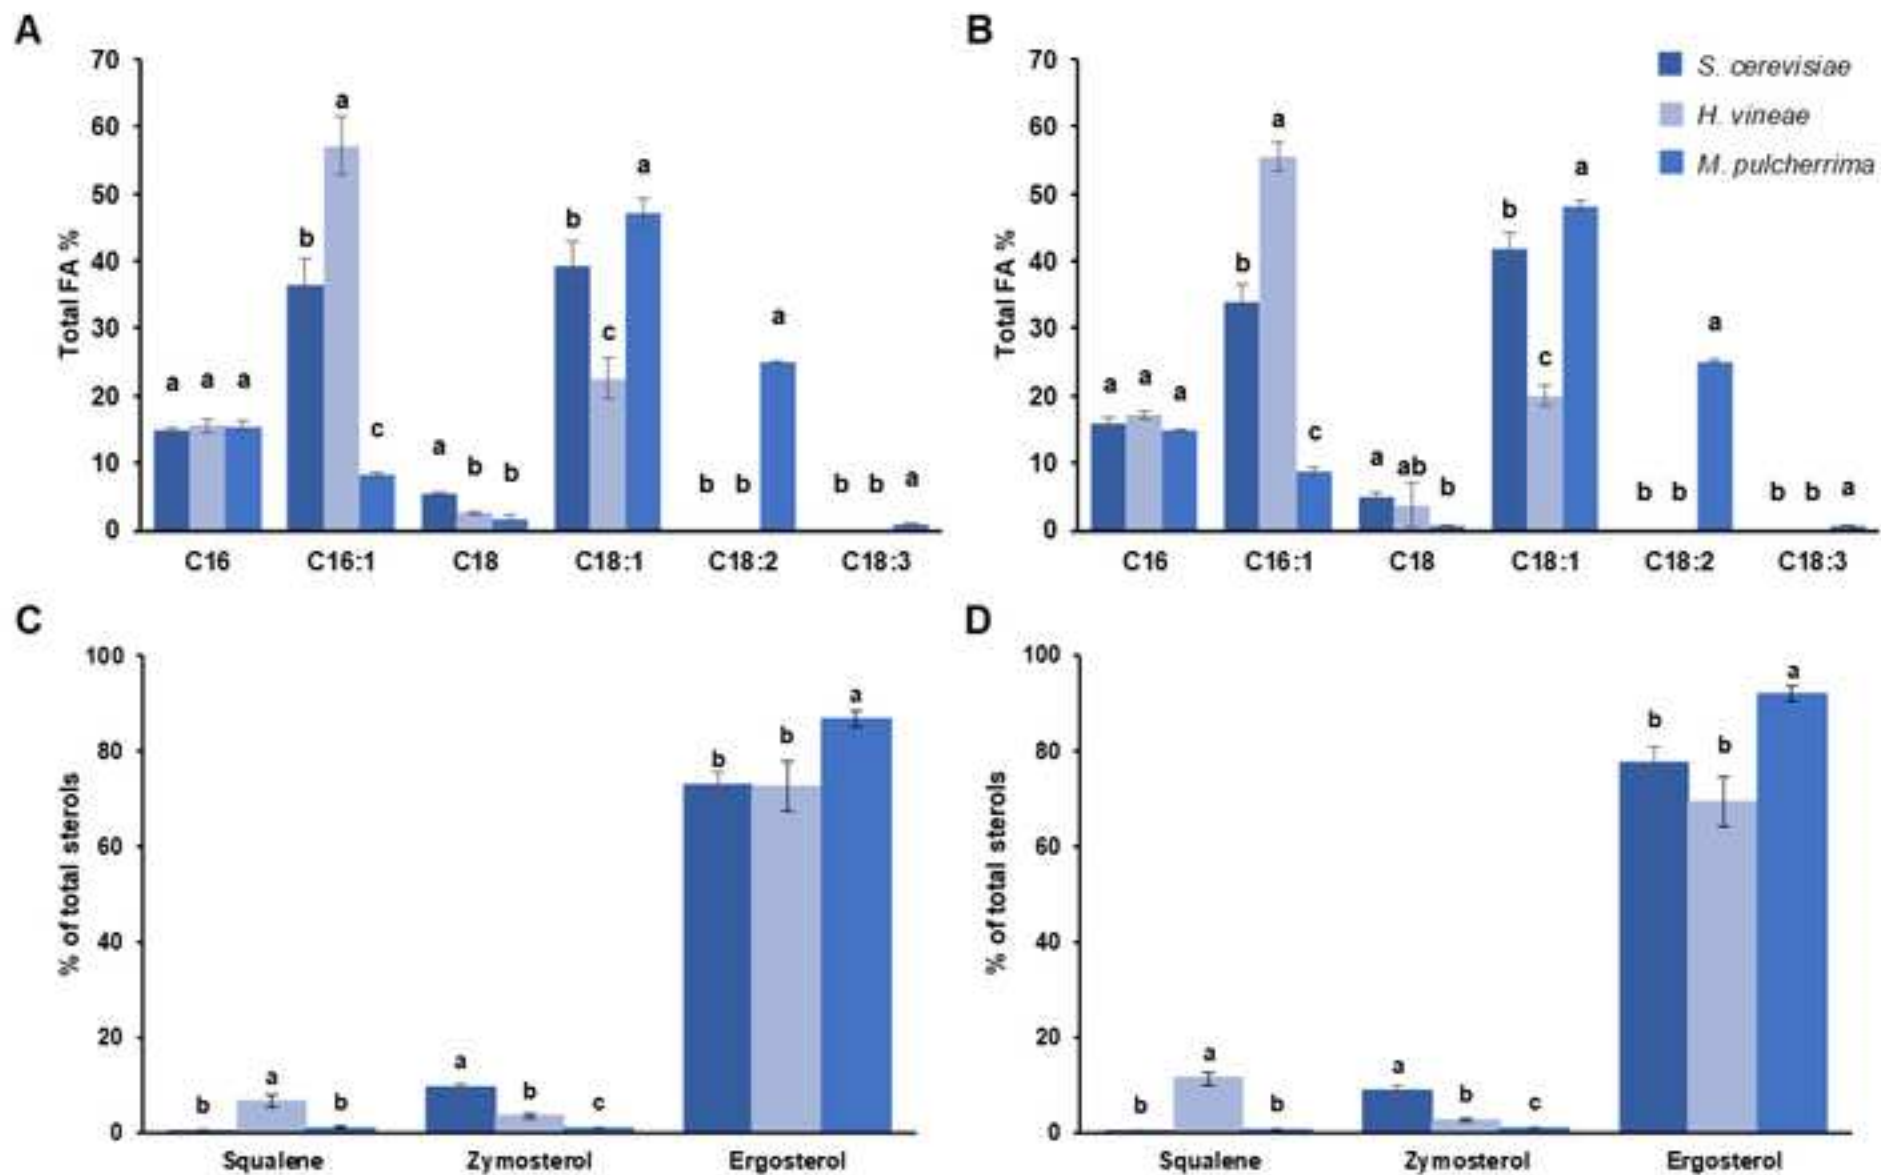 A
70
60
50
40
30
20
10
0
Total FA %
a a a
b a c
a b b
b c a
b b a
b b a
C16 C16:1 C18 C18:1 C18:2 C18:3
B
70
60
50
40
30
20
10
0
Total FA %
a a a
b a c
a ab b
b c a
b b a
b b a
C16 C16:1 C18 C18:1 C18:2 C18:3
S. cerevisiae
H. vineae
M. pulcherrima
C
100
80
60
40
20
0
% of total sterols
b a b
a b c
b b a
Squalene Zymosterol Ergosterol
D
100
80
60
40
20
0
% of total sterols
b a b
a b c
b b a
Squalene Zymosterol Ergosterol